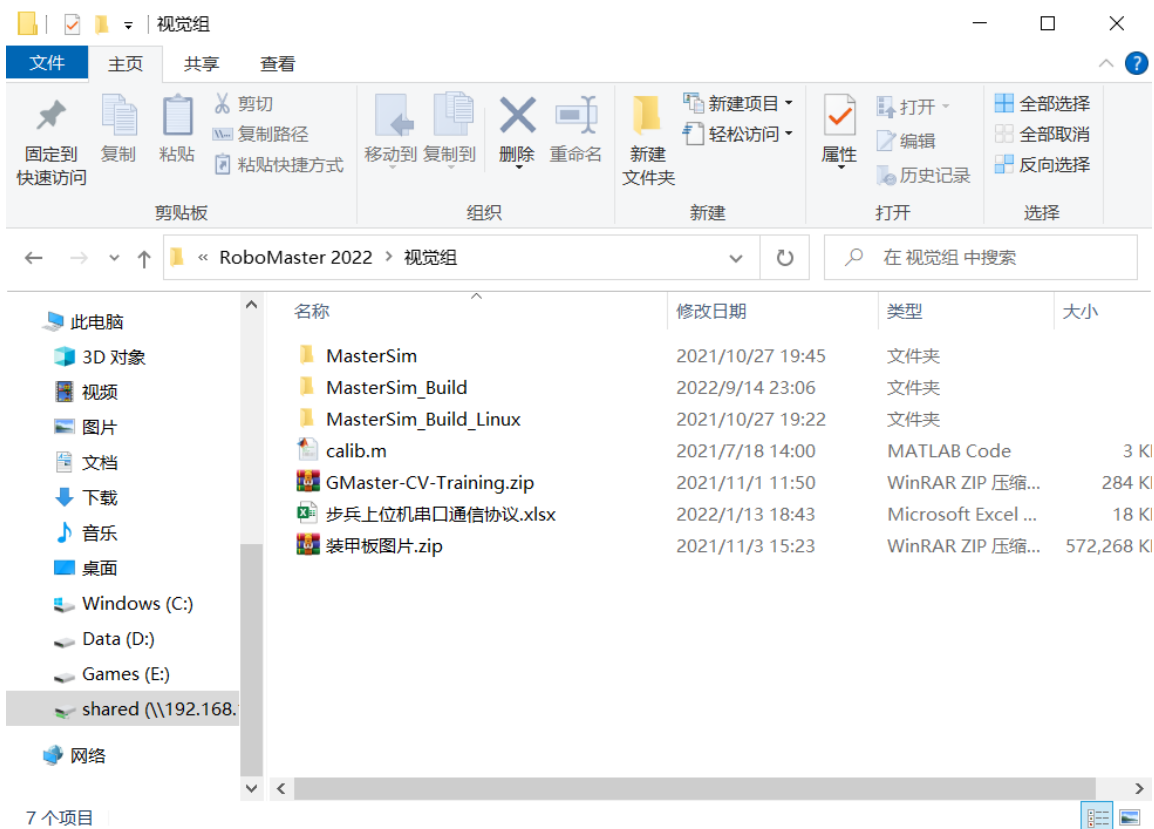 视觉组
文件 主页 共享 查看
固定到 快速访问
复制
粘贴
剪切
复制路径
粘贴快捷方式
剪贴板
移动到
复制到
删除
重命名
组织
新建 文件夹
新建项目
轻松访问
新建
属性
打开
编辑
历史记录
打开
全部选择
全部取消
反向选择
选择
« RoboMaster 2022 > 视觉组
在 视觉组 中搜索
此电脑
3D 对象
视频
图片
文档
下载
音乐
桌面
Windows (C:)
Data (D:)
Games (E:)
shared (\\192.168.
网络
名称 修改日期 类型 大小
MasterSim 2021/10/27 19:45 文件夹
MasterSim_Build 2022/9/14 23:06 文件夹
MasterSim_Build_Linux 2021/10/27 19:22 文件夹
calib.m 2021/7/18 14:00 MATLAB Code 3 K
GMaster-CV-Training.zip 2021/11/1 11:50 WinRAR ZIP 压缩... 284 K
步兵上位机串口通信协议.xlsx 2022/1/13 18:43 Microsoft Excel ... 18 K
装甲板图片.zip 2021/11/3 15:23 WinRAR ZIP 压缩... 572,268 K
7 个项目